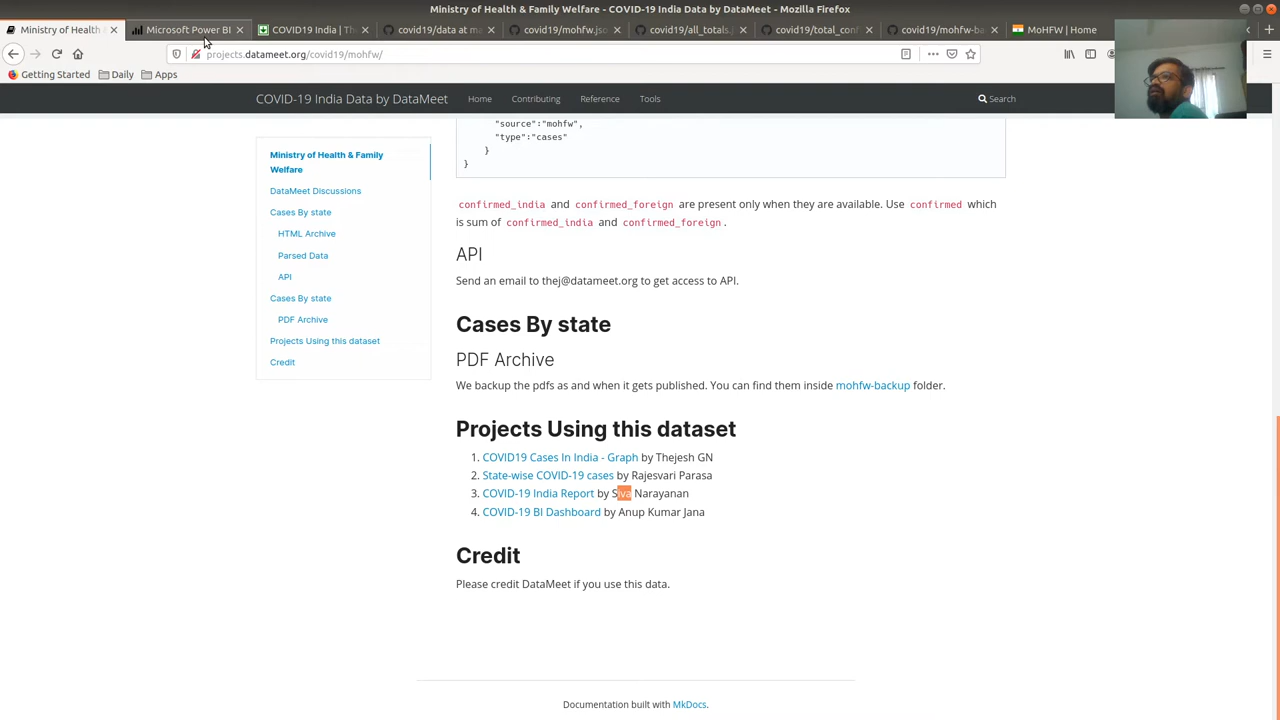 Ministry of Health & Family Welfare - COVID-19 India Data by DataMeet - Mozilla Firefox
Ministry of Health &
Microsoft Power BI
COVID19 India | Th
covid19/data at ma
covid19/mohfw.jso
covid19/all_totals.j
covid19/total_conf
covid19/mohfw-ba
MoHFW | Home
projects.datameet.org/covid19/mohfw/
Getting Started
Daily
Apps
COVID-19 India Data by DataMeet
Home
Contributing
Reference
Tools
Search
Ministry of Health & Family
Welfare
DataMeet Discussions
Cases By state
HTML Archive
Parsed Data
API
Cases By state
PDF Archive
Projects Using this dataset
Credit
"source":"mohfw",
"type":"cases"
}
}
confirmed_india and confirmed_foreign are present only when they are available. Use confirmed which
is sum of confirmed_india and confirmed_foreign .
API
Send an email to thej@datameet.org to get access to API.
Cases By state
PDF Archive
We backup the pdfs as and when it gets published. You can find them inside mohfw-backup folder.
Projects Using this dataset
1. COVID19 Cases In India - Graph by Thejesh GN
2. State-wise COVID-19 cases by Rajesvari Parasa
3. COVID-19 India Report by Siva Narayanan
4. COVID-19 BI Dashboard by Anup Kumar Jana
Credit
Please credit DataMeet if you use this data.
Documentation built with MkDocs.